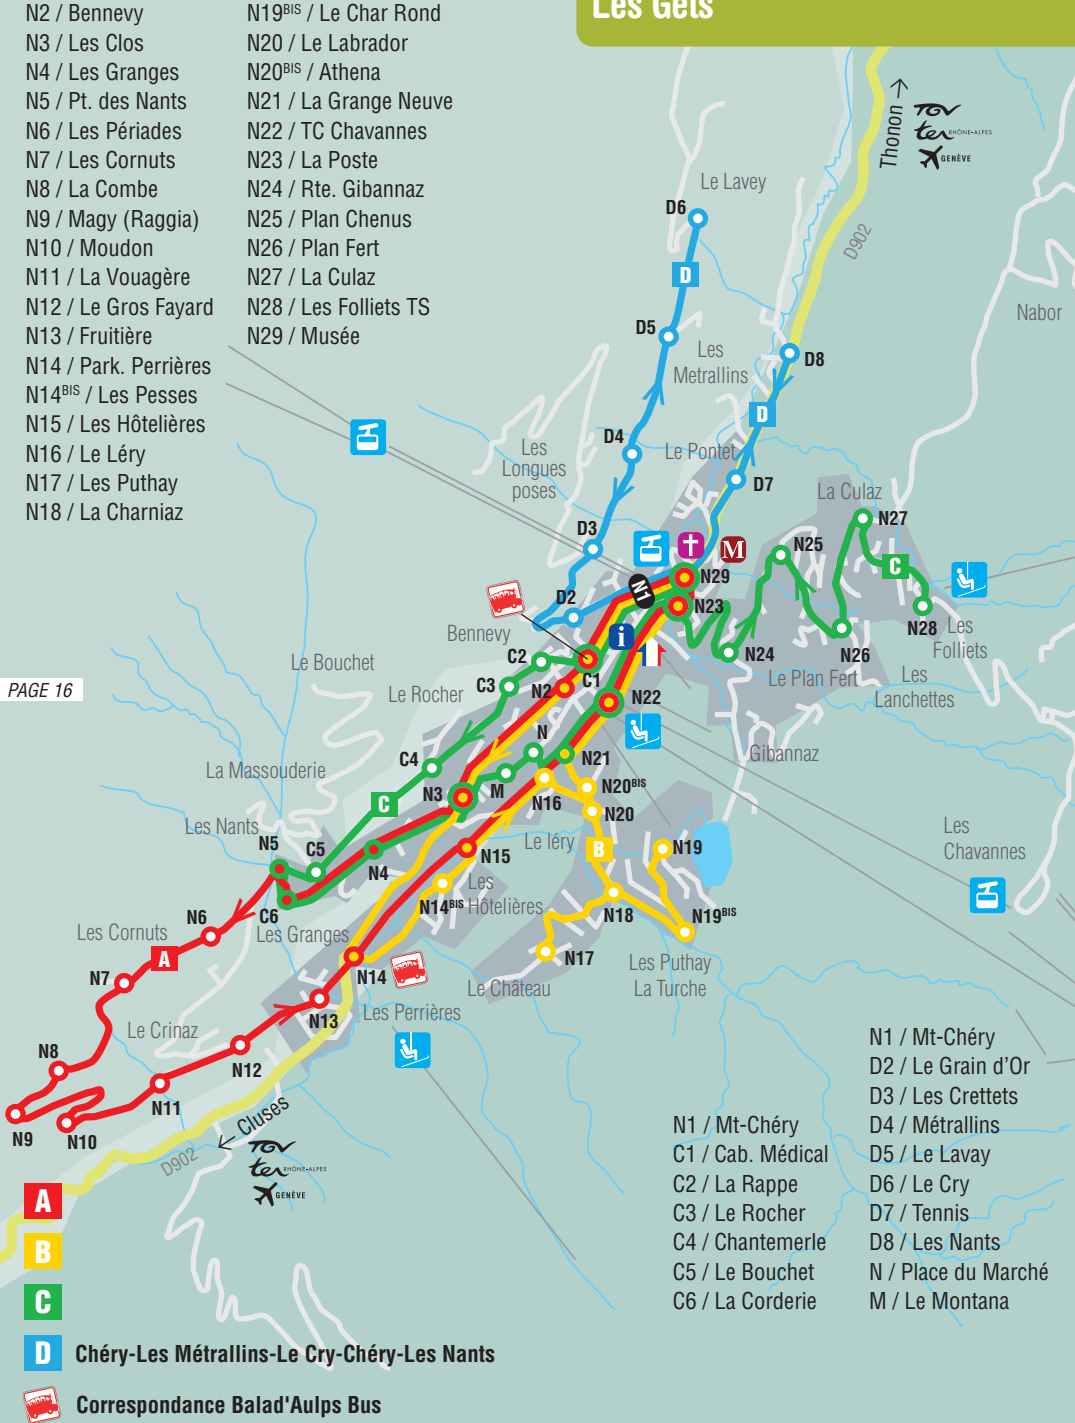 Les Gets
N2 / Bennevy
N3 / Les Clos
N4 / Les Granges
N5 / Pt. des Nants
N6 / Les Périades
N7 / Les Cornuts
N8 / La Combe
N9 / Magy (Raggia)
N10 / Moudon
N11 / La Vouagère
N12 / Le Gros Fayard
N13 / Fruitière
N14 / Park. Perrières
N14BIS / Les Pesses
N15 / Les Hôtelières
N16 / Le Léry
N17 / Les Puthay
N18 / La Charniaz
N19BIS / Le Char Rond
N20 / Le Labrador
N20BIS / Athena
N21 / La Grange Neuve
N22 / TC Chavannes
N23 / La Poste
N24 / Rte. Gibannaz
N25 / Plan Chenus
N26 / Plan Fert
N27 / La Culaz
N28 / Les Folliets TS
N29 / Musée
Thonon →
TGV
ter RHÔNE-ALPES
GENÈVE
D902
Le Lavey
D6
D
D5
Nabor
Les
Metrallins
D8
D
D4
Les
Longues
poses
Le Pontet
D7
La Culaz
N27
D3
M
N25
C
N29
N1
D2
N23
N28
Les
Folliets
i
Bennevy
C2
C1
N24
N26
Le Bouchet
Le Plan Fert
Les
Lanchettes
PAGE 16
Le Rocher
C3
N2
N22
N
Gibannaz
C4
N21
La Massouderie
M
N20BIS
N3
N16
C
N20
Les Nants
N5
C5
Le léry
B
N19
Les
Chavannes
N15
N4
Les
Hôtelières
N14BIS
C6
N6
N18
N19BIS
Les Cornuts
Les Granges
A
N17
N14
Les Puthay
La Turche
N7
Le Château
Les Perrières
N13
Le Crinaz
N8
N12
N11
N9
N10
← Cluses
D902
TGV
ter RHÔNE-ALPES
GENÈVE
N1 / Mt-Chéry
C1 / Cab. Médical
C2 / La Rappe
C3 / Le Rocher
C4 / Chantemerle
C5 / Le Bouchet
C6 / La Corderie
N1 / Mt-Chéry
D2 / Le Grain d'Or
D3 / Les Crettets
D4 / Métrallins
D5 / Le Lavay
D6 / Le Cry
D7 / Tennis
D8 / Les Nants
N / Place du Marché
M / Le Montana
A
B
C
D Chéry-Les Métrallins-Le Cry-Chéry-Les Nants
Correspondance Balad'Aulps Bus